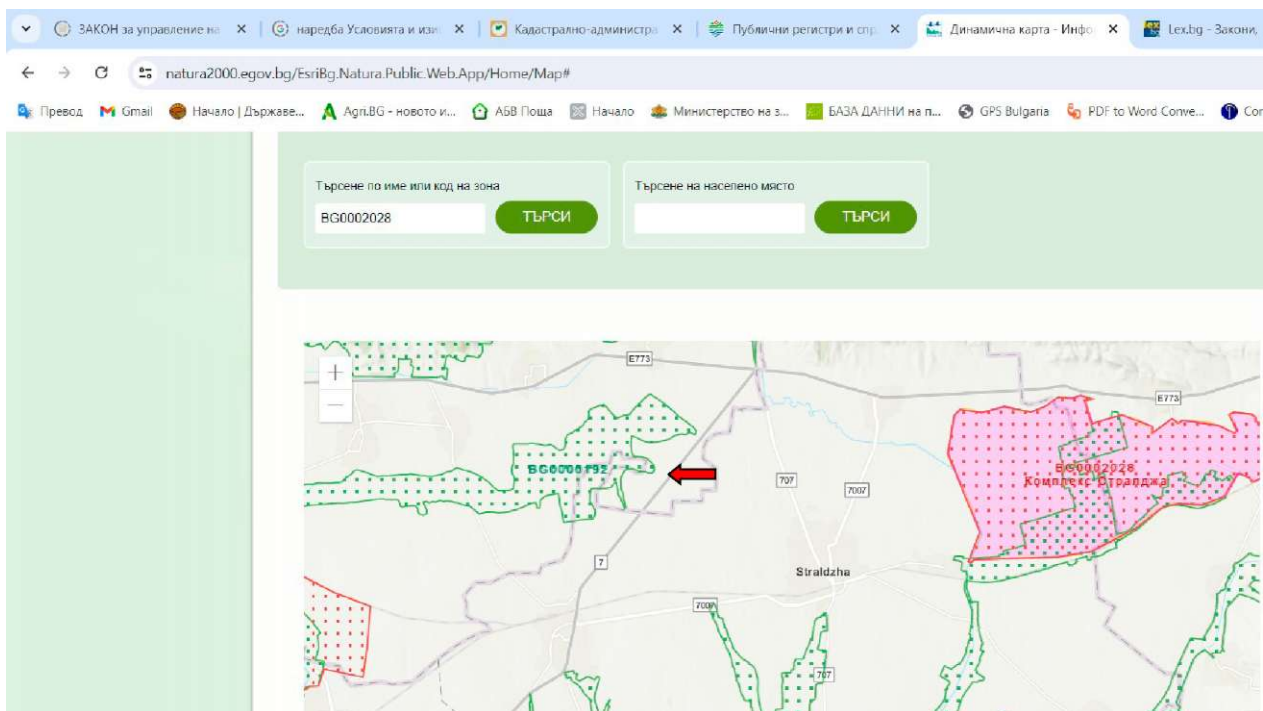 ЗАКОН за управление на
наредба Условията и изи
Кадастрално-администра
Публични регистри и спр
Динамична карта - Инфо
Lex.bg - Закони,
natura2000.egov.bg/EsriBg.Natura.Public.Web.App/Home/Map#
Превод
Gmail
Начало | Държаве...
Agri.BG - новото и...
АБВ Поща
Начало
Министерство на з...
БАЗА ДАННИ на п...
GPS Bulgaria
PDF to Word Conve...
Cor
Търсене по име или код на зона
BG0002028
ТЪРСИ
Търсене на населено място
ТЪРСИ
+
−
E773
E773
BG0000192
707
7007
BG0002028
Комплекс Стралджа
7
Straldzha
7007
707